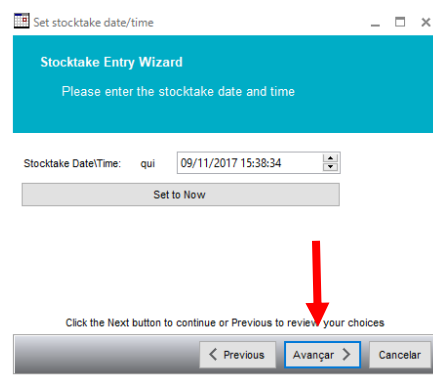 Set stocktake date/time
Stocktake Entry Wizard
Please enter the stocktake date and time
Stocktake Date\Time: qui 09/11/2017 15:38:34
Set to Now
Click the Next button to continue or Previous to review your choices
Previous Avançar Cancelar